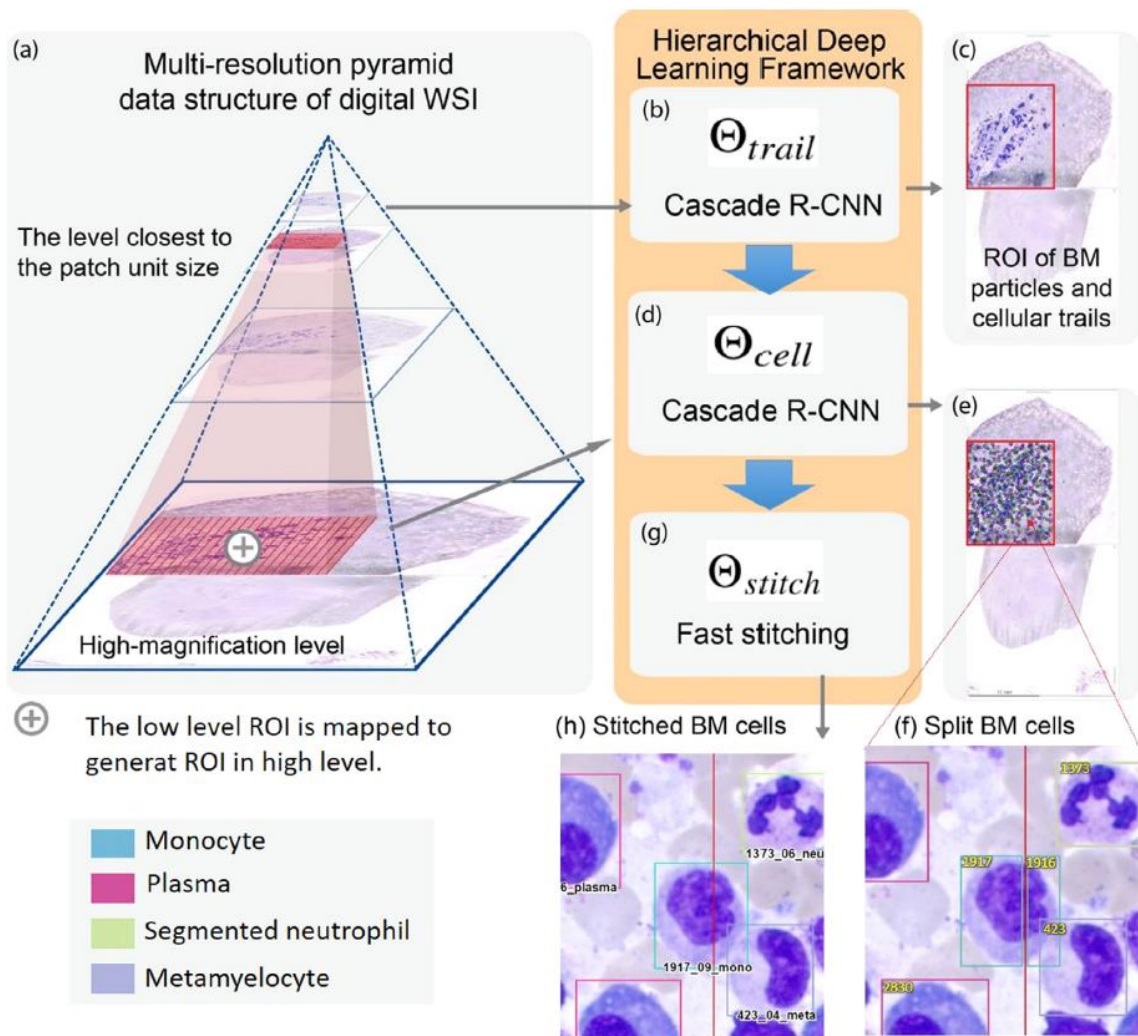 (a)
Multi-resolution pyramid
data structure of digital WSI
The level closest to
the patch unit size
High-magnification level
Hierarchical Deep
Learning Framework
(b)
Θtrail
Cascade R-CNN
(c)
ROI of BM
particles and
cellular trails
(d)
Θcell
Cascade R-CNN
(e)
(g)
Θstitch
Fast stitching
The low level ROI is mapped to
generat ROI in high level.
Monocyte
Plasma
Segmented neutrophil
Metamyelocyte
(h) Stitched BM cells
1373_06_neu
6_plasma
1917_09_mono
423_04_meta
(f) Split BM cells
1373
1917
1916
423
2830